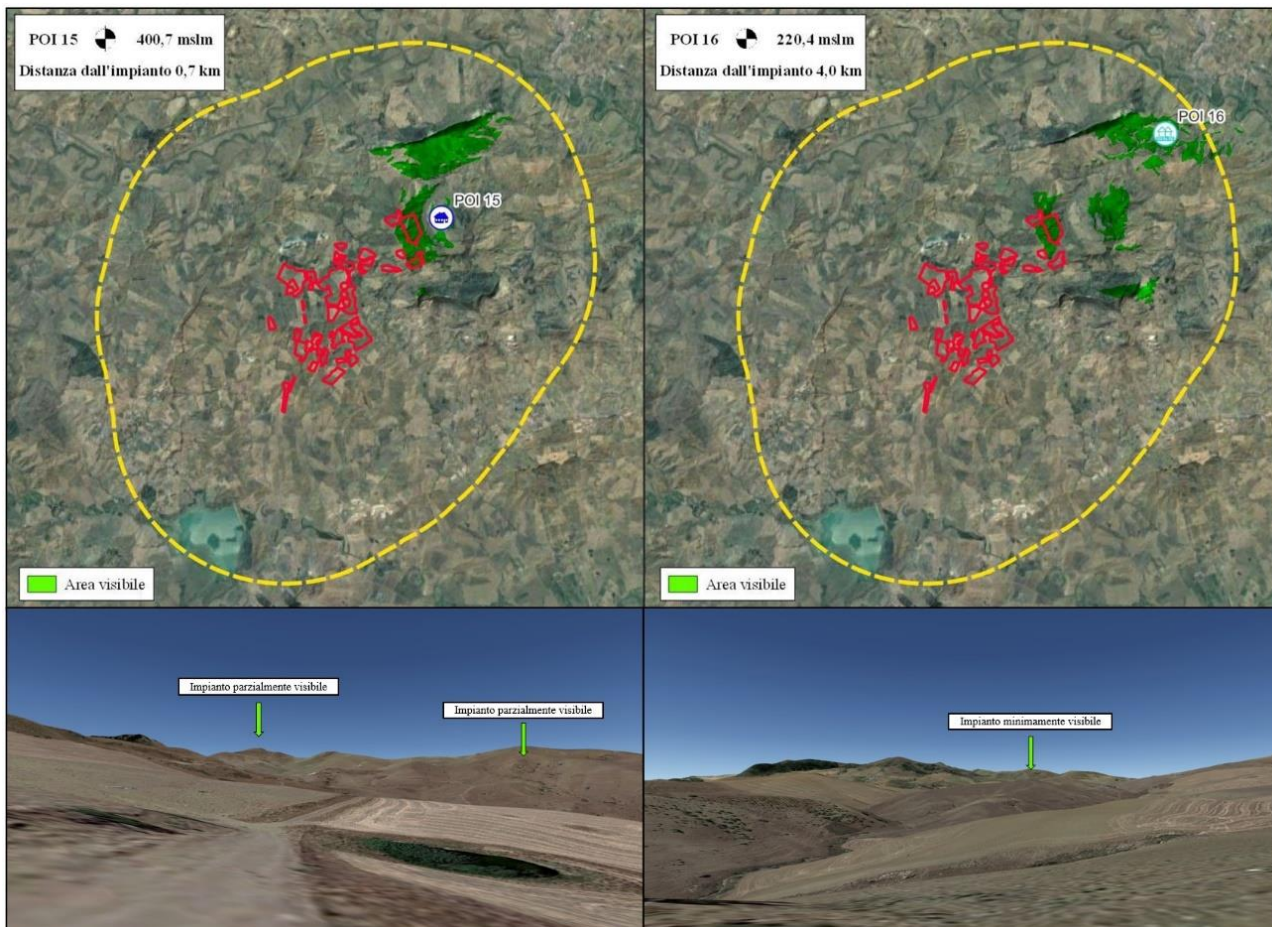 POI 15 400,7 mslm
Distanza dall'impianto 0,7 km
POI 15
Area visibile
POI 16 220,4 mslm
Distanza dall'impianto 4,0 km
POI 16
Area visibile
Impianto parzialmente visibile
Impianto parzialmente visibile
Impianto minimamente visibile